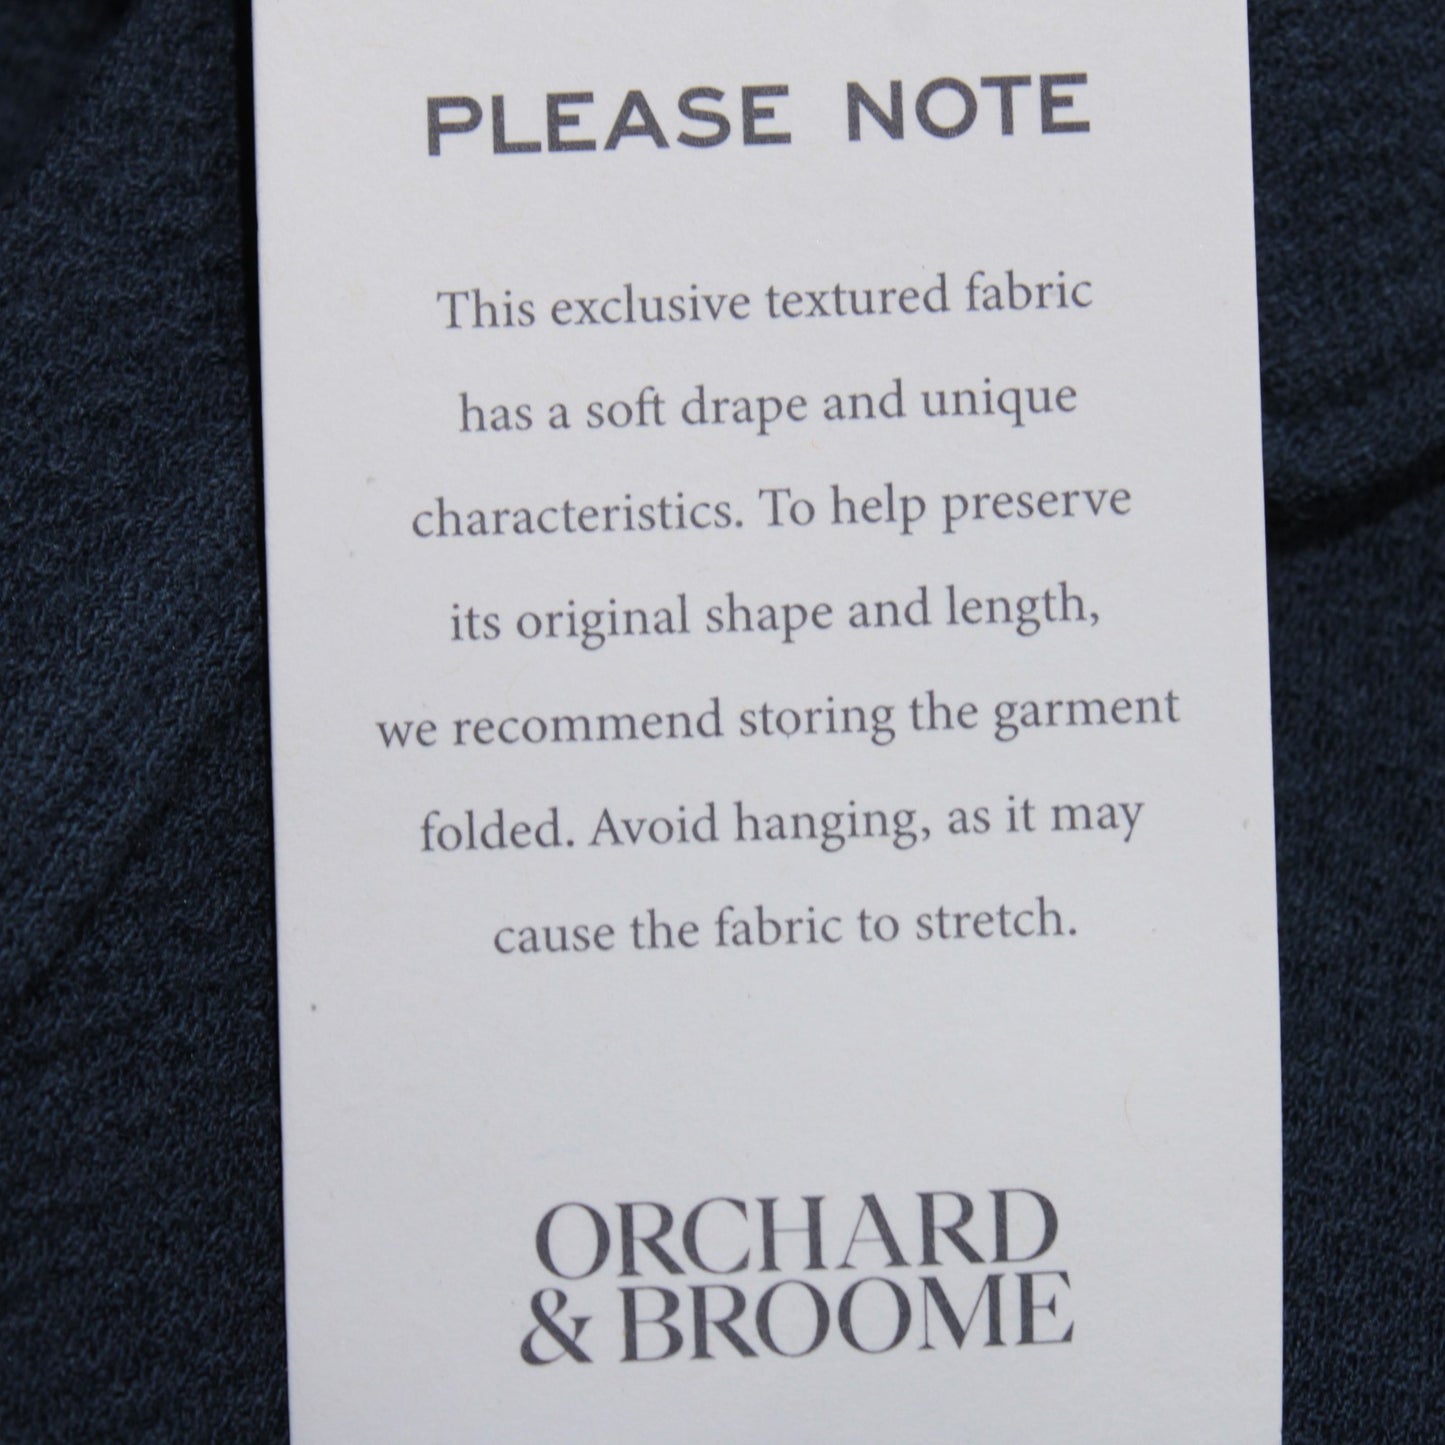 PLEASE NOTE
This exclusive textured fabric
has a soft drape and unique
characteristics. To help preserve
its original shape and length,
we recommend storing the garment
folded. Avoid hanging, as it may
cause the fabric to stretch.
ORCHARD
& BROOME